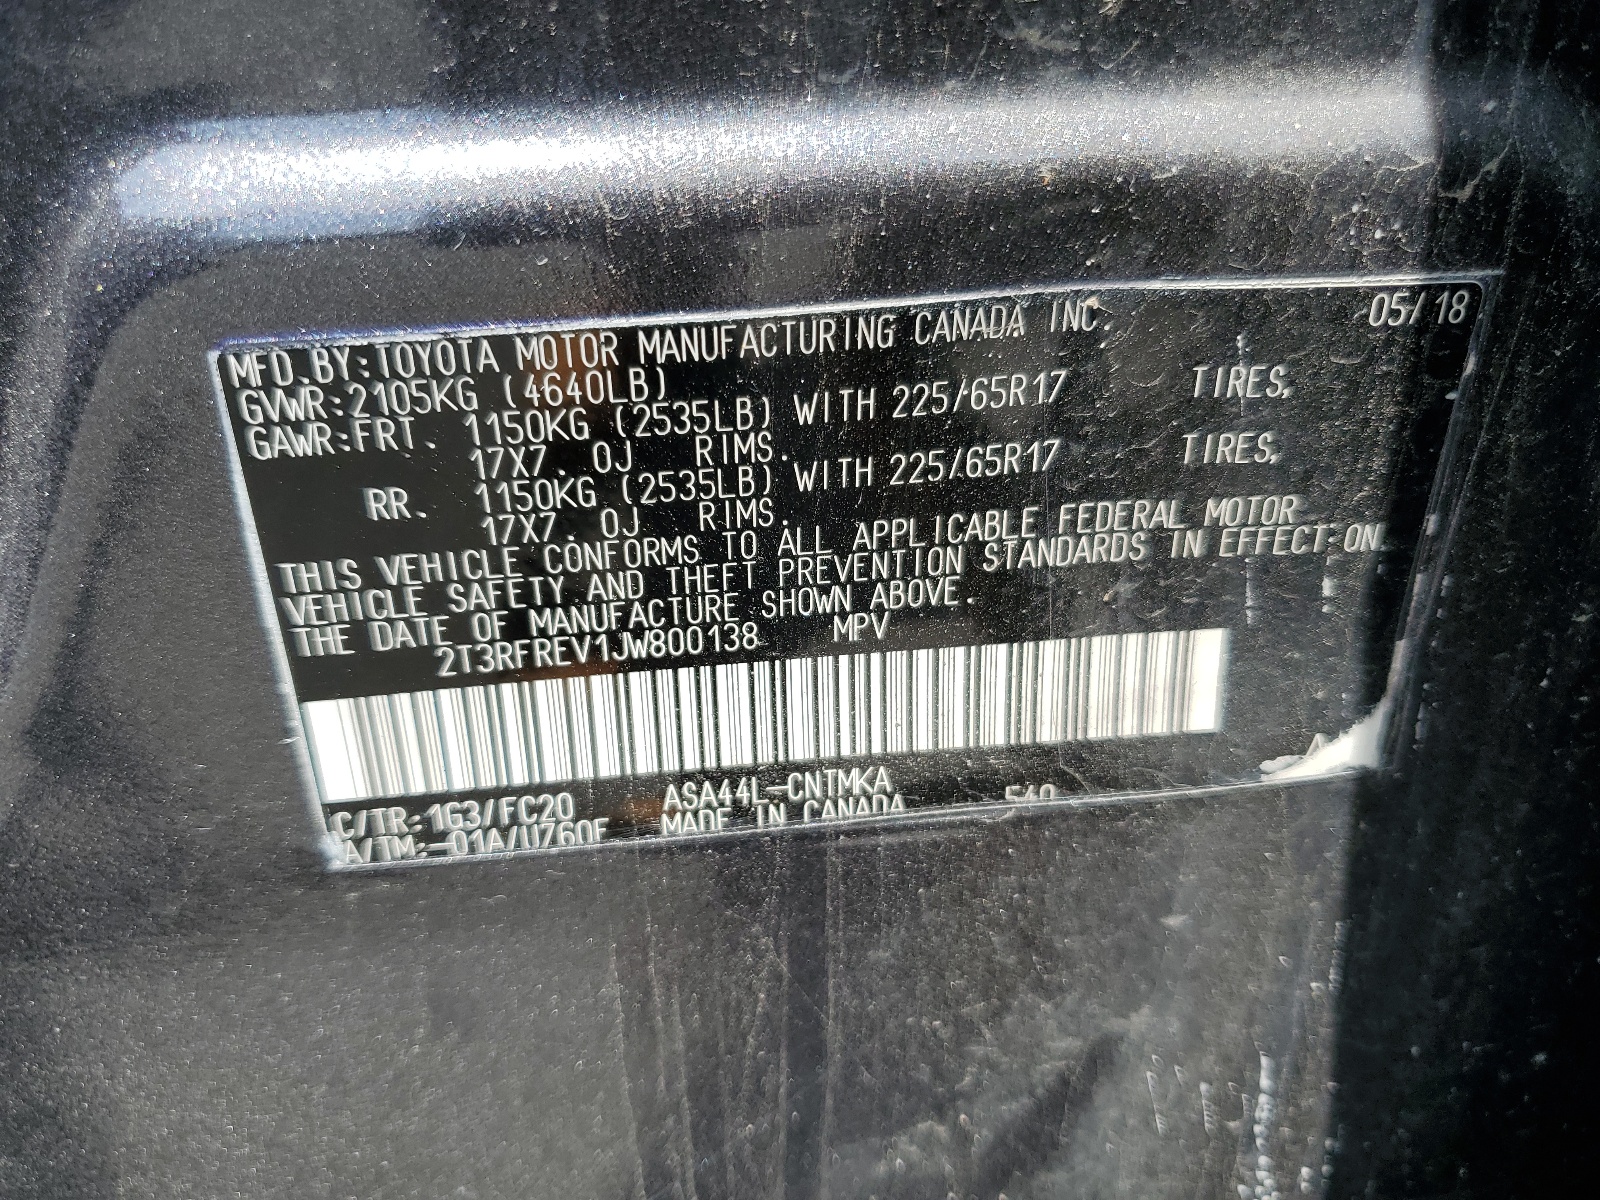 MFD. BY: TOYOTA MOTOR MANUFACTURING CANADA INC. 05/18
GVWR: 2105KG (4640LB)
GAWR: FRT. 1150KG (2535LB) WITH 225/65R17 TIRES,
17X7. 0J RIMS.
RR. 1150KG (2535LB) WITH 225/65R17 TIRES,
17X7. 0J RIMS.
THIS VEHICLE CONFORMS TO ALL APPLICABLE FEDERAL MOTOR
VEHICLE SAFETY AND THEFT PREVENTION STANDARDS IN EFFECT ON
THE DATE OF MANUFACTURE SHOWN ABOVE.
2T3RFREV1JW800138 MPV
C/TR: 1G3/FC20 ASA44L-CNTMKA
A/TM: -01A/U760E MADE IN CANADA